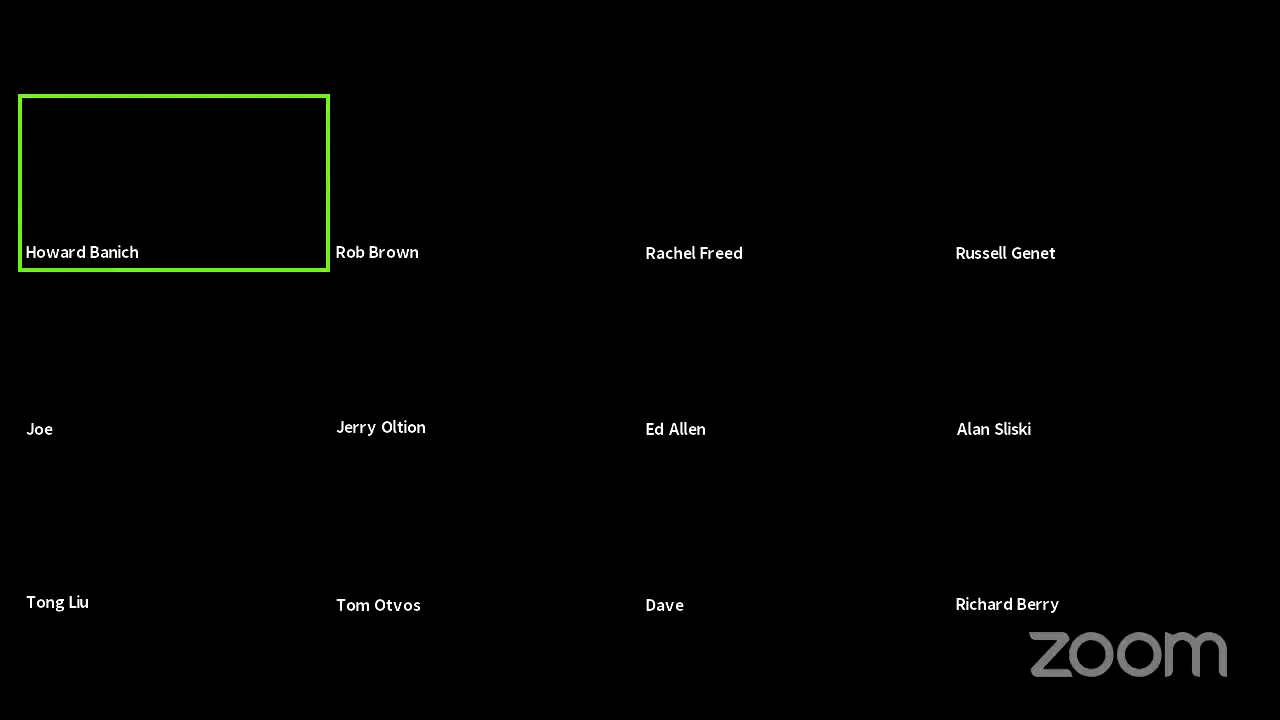 Howard Banich
Rob Brown
Rachel Freed
Russell Genet
Joe
Jerry Oltion
Ed Allen
Alan Sliski
Tong Liu
Tom Otvos
Dave
Richard Berry
zoom